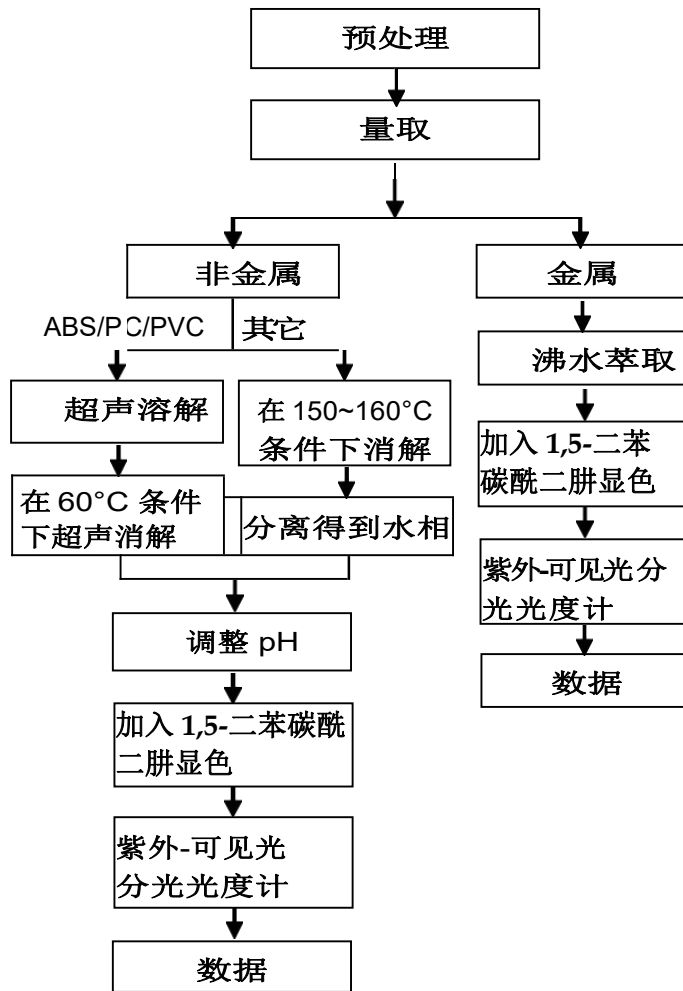 预处理
量取
非金属
金属
ABS/PC/PVC
其它
沸水萃取
超声溶解
在 150~160°C
条件下消解
加入 1,5-二苯
碳酰二肼显色
在 60°C 条件
下超声消解
分离得到水相
紫外-可见光分
光光度计
调整 pH
数据
加入 1,5-二苯碳酰
二肼显色
紫外-可见光
分光光度计
数据